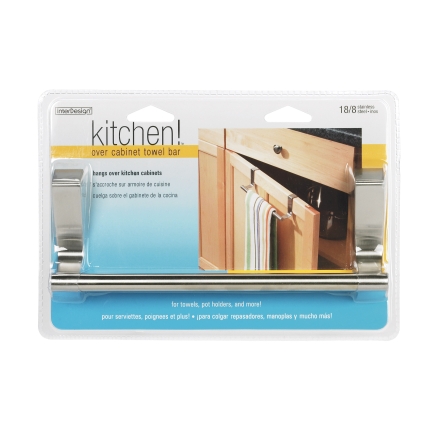 InterDesign
18/8 stainless
steel • inox
kitchen!
over cabinet towel bar
hangs over kitchen cabinets
s'accroche sur armoire de cuisine
cuelga sobre el gabinete de la cocina
for towels, pot holders, and more!
pour serviettes, poignees et plus! • ¡para colgar repasadores, manoplas y mucho más!